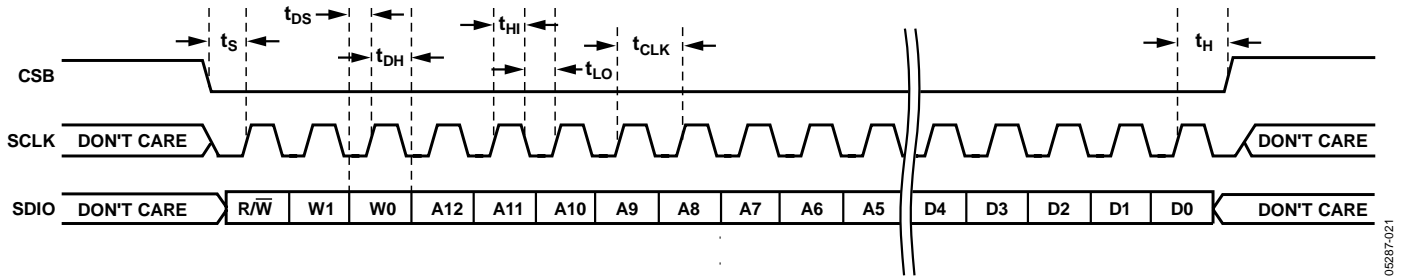 tDS
tHI
tS
tCLK
tH
tDH
tLO
CSB
SCLK DON'T CARE DON'T CARE
SDIO DON'T CARE R/W̅ W1 W0 A12 A11 A10 A9 A8 A7 A6 A5 D4 D3 D2 D1 D0 DON'T CARE
05287-021